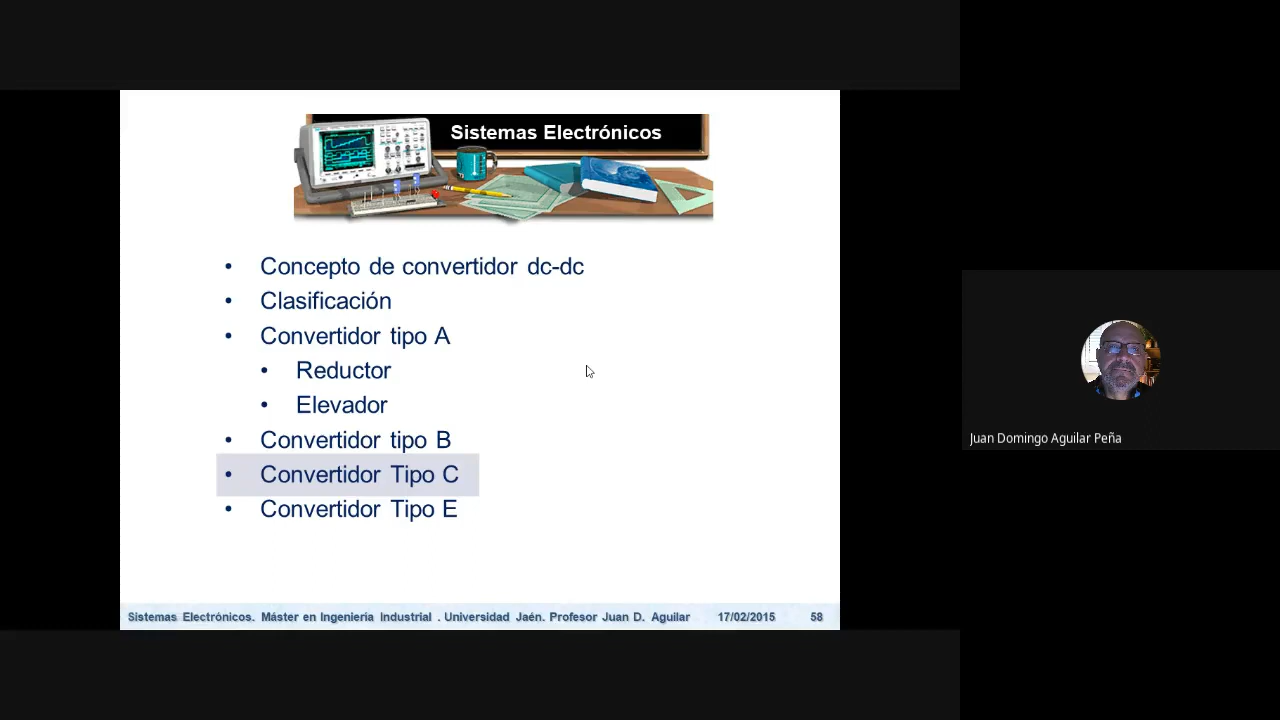 Sistemas Electrónicos
• Concepto de convertidor dc-dc
• Clasificación
• Convertidor tipo A
• Reductor
• Elevador
• Convertidor tipo B
• Convertidor Tipo C
• Convertidor Tipo E
Sistemas Electrónicos. Máster en Ingeniería Industrial . Universidad Jaén. Profesor Juan D. Aguilar 17/02/2015 58
Juan Domingo Aguilar Peña